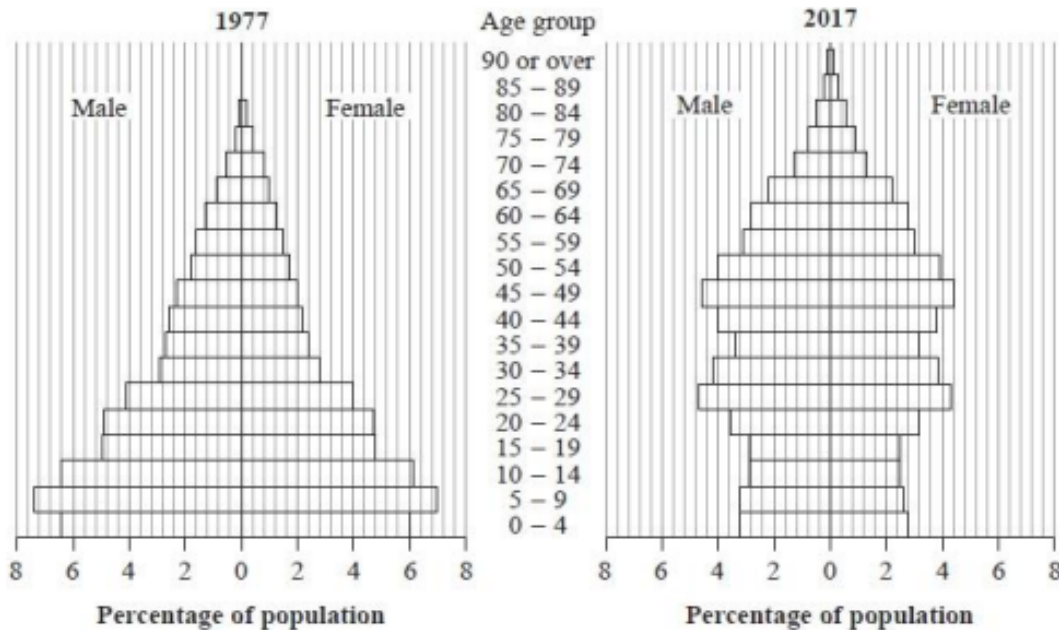 1977
Age group
2017
90 or over
85 – 89
80 – 84
75 – 79
70 – 74
65 – 69
60 – 64
55 – 59
50 – 54
45 – 49
40 – 44
35 – 39
30 – 34
25 – 29
20 – 24
15 – 19
10 – 14
5 – 9
0 – 4
Male
Female
Male
Female
8 6 4 2 0 2 4 6 8
8 6 4 2 0 2 4 6 8
Percentage of population
Percentage of population